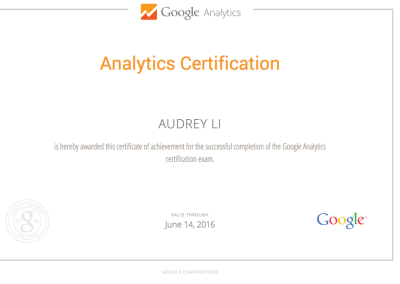 Google Analytics
Analytics Certification
AUDREY LI
is hereby awarded this certificate of achievement for the successful completion of the Google Analytics
certification exam.
VALID THROUGH
June 14, 2016
g
Google
GOOGLE.COM/PARTNERS